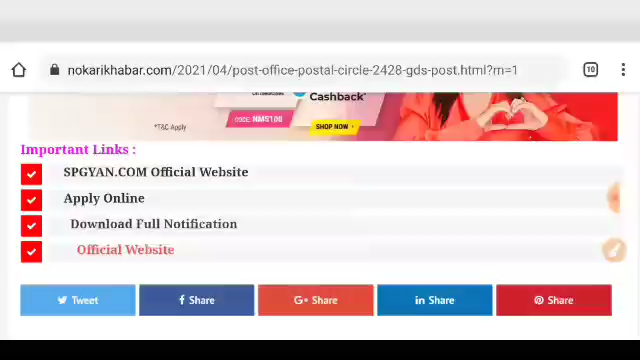 nokarikhabar.com/2021/04/post-office-postal-circle-2428-gds-post.html?m=1
10
Cashback*
CODE: NMS100
*T&C Apply
SHOP NOW
Important Links :
SPGYAN.COM Official Website
Apply Online
Download Full Notification
Official Website
Tweet
Share
G+ Share
in Share
Share